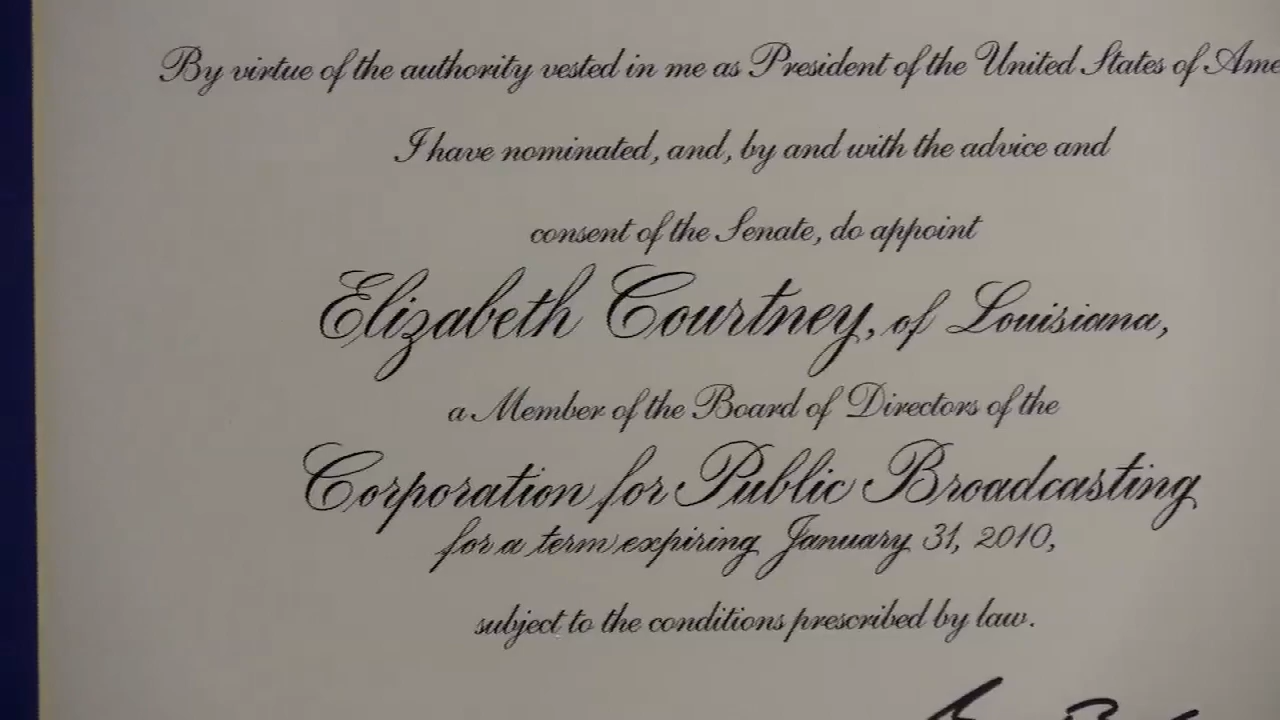 By virtue of the authority vested in me as President of the United States of Ame
I have nominated, and, by and with the advice and
consent of the Senate, do appoint
Elizabeth Courtney, of Louisiana,
a Member of the Board of Directors of the
Corporation for Public Broadcasting
for a term expiring January 31, 2010,
subject to the conditions prescribed by law.